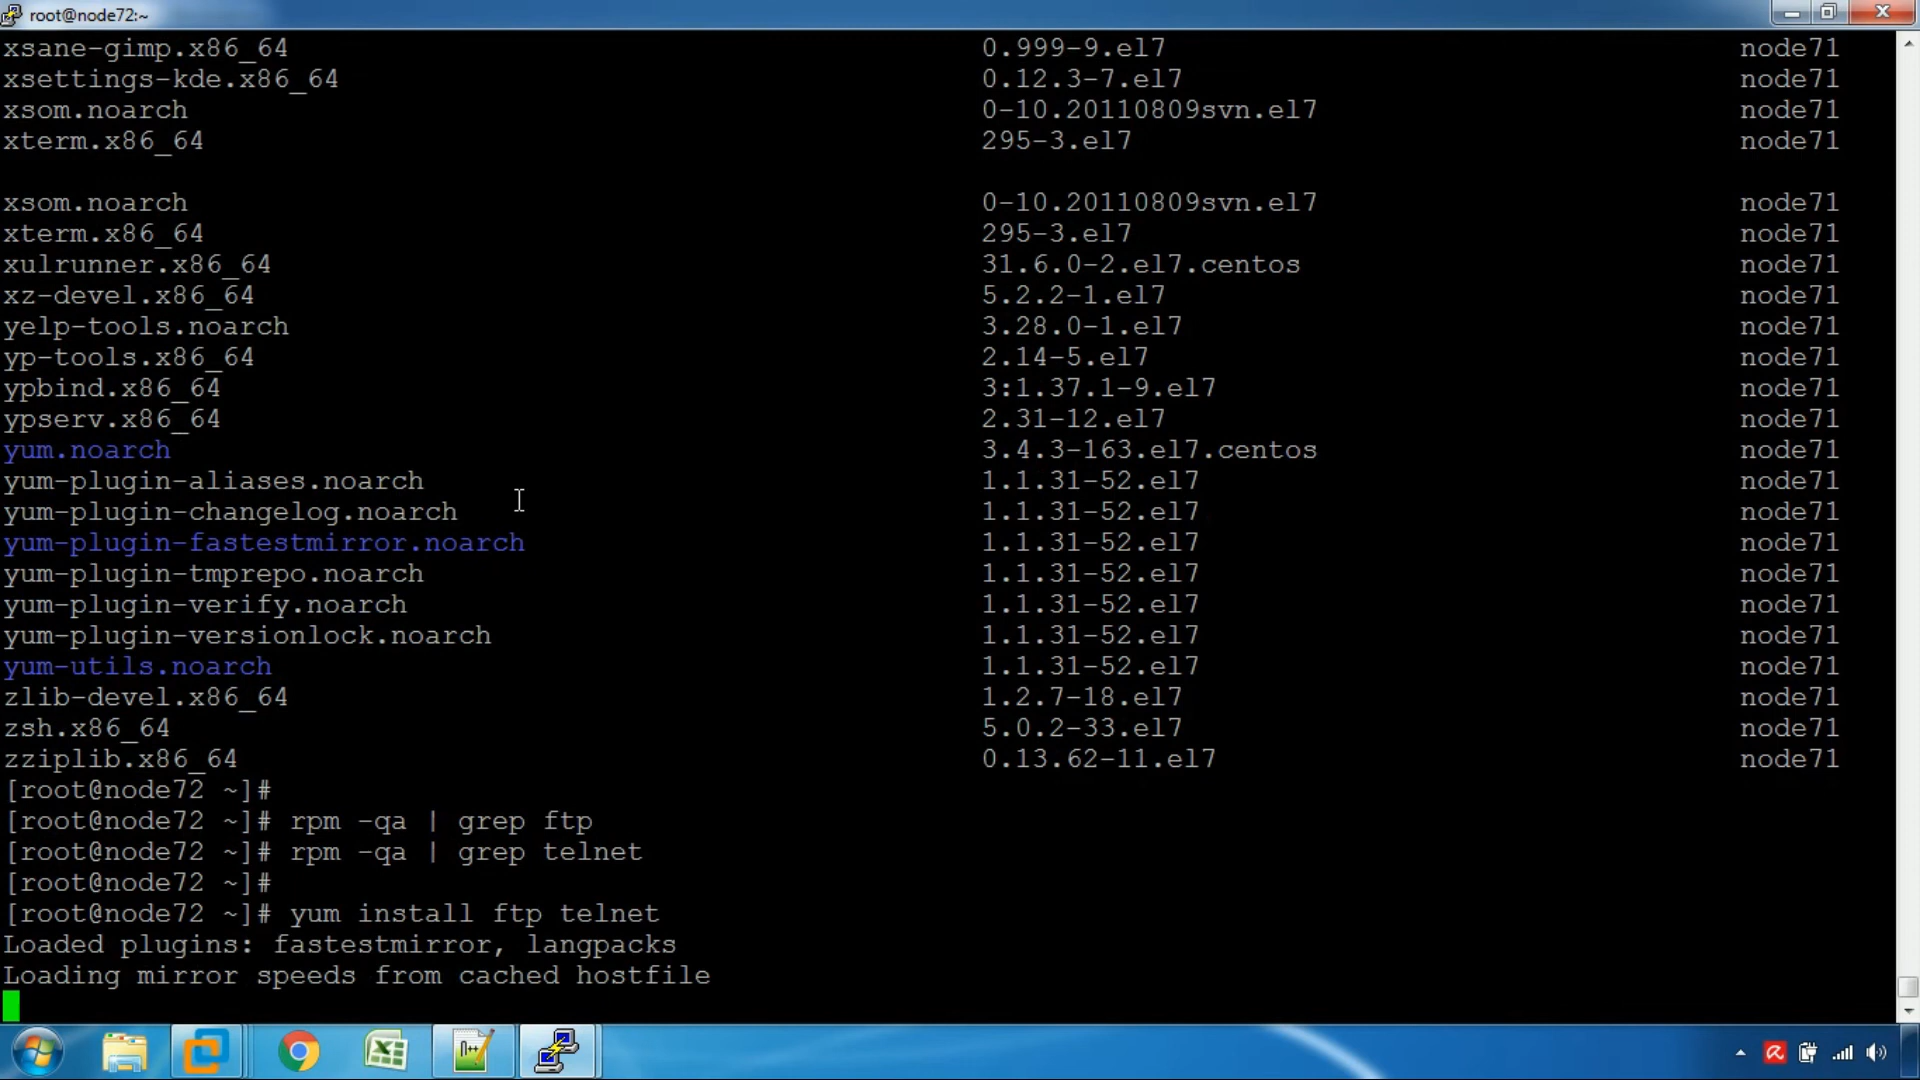 root@node72:~
xsane-gimp.x86_64 0.999-9.el7 node71
xsettings-kde.x86_64 0.12.3-7.el7 node71
xsom.noarch 0-10.20110809svn.el7 node71
xterm.x86_64 295-3.el7 node71
xsom.noarch 0-10.20110809svn.el7 node71
xterm.x86_64 295-3.el7 node71
xulrunner.x86_64 31.6.0-2.el7.centos node71
xz-devel.x86_64 5.2.2-1.el7 node71
yelp-tools.noarch 3.28.0-1.el7 node71
yp-tools.x86_64 2.14-5.el7 node71
ypbind.x86_64 3:1.37.1-9.el7 node71
ypserv.x86_64 2.31-12.el7 node71
yum.noarch 3.4.3-163.el7.centos node71
yum-plugin-aliases.noarch 1.1.31-52.el7 node71
yum-plugin-changelog.noarch 1.1.31-52.el7 node71
yum-plugin-fastestmirror.noarch 1.1.31-52.el7 node71
yum-plugin-tmprepo.noarch 1.1.31-52.el7 node71
yum-plugin-verify.noarch 1.1.31-52.el7 node71
yum-plugin-versionlock.noarch 1.1.31-52.el7 node71
yum-utils.noarch 1.1.31-52.el7 node71
zlib-devel.x86_64 1.2.7-18.el7 node71
zsh.x86_64 5.0.2-33.el7 node71
zziplib.x86_64 0.13.62-11.el7 node71
[root@node72 ~]#
[root@node72 ~]# rpm -qa | grep ftp
[root@node72 ~]# rpm -qa | grep telnet
[root@node72 ~]#
[root@node72 ~]# yum install ftp telnet
Loaded plugins: fastestmirror, langpacks
Loading mirror speeds from cached hostfile